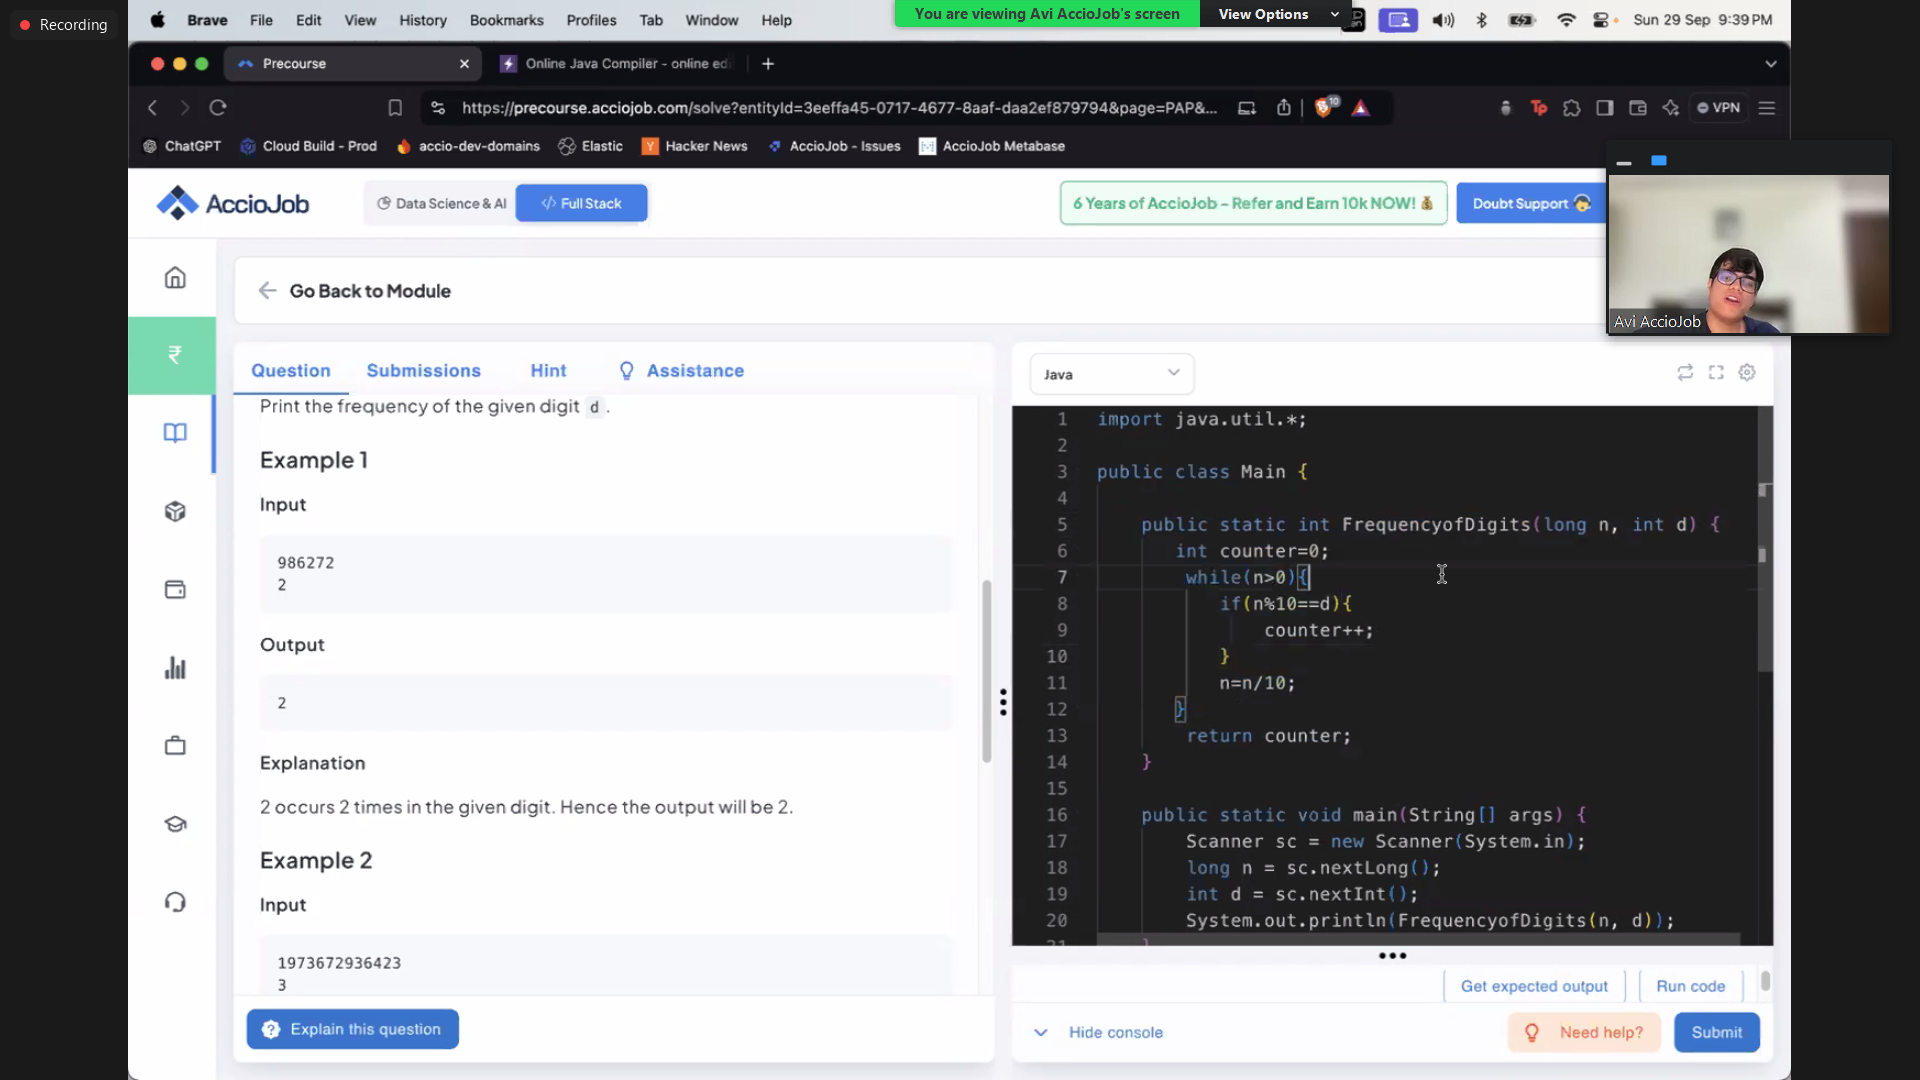 Recording
Brave File Edit View History Bookmarks Profiles Tab Window Help
You are viewing Avi AccioJob's screen
View Options
Sun 29 Sep 9:39 PM
Precourse
Online Java Compiler - online edi
https://precourse.acciojob.com/solve?entityId=3eeffa45-0717-4677-8aaf-daa2ef879794&page=PAP&...
10
Tp
VPN
ChatGPT Cloud Build - Prod accio-dev-domains Elastic Y Hacker News AccioJob - Issues AccioJob Metabase
AccioJob
Data Science & AI
</> Full Stack
6 Years of AccioJob - Refer and Earn 10k NOW! 💰
Doubt Support
Avi AccioJob
₹
Go Back to Module
Question Submissions Hint Assistance
Print the frequency of the given digit d .
Example 1
Input
986272
2
Output
2
Explanation
2 occurs 2 times in the given digit. Hence the output will be 2.
Example 2
Input
1973672936423
3
Explain this question
Java
1 import java.util.*;
2
3 public class Main {
4
5 public static int FrequencyofDigits(long n, int d) {
6 int counter=0;
7 while(n>0){
8 if(n%10==d){
9 counter++;
10 }
11 n=n/10;
12 }
13 return counter;
14 }
15
16 public static void main(String[] args) {
17 Scanner sc = new Scanner(System.in);
18 long n = sc.nextLong();
19 int d = sc.nextInt();
20 System.out.println(FrequencyofDigits(n, d));
21 }
Get expected output
Run code
Hide console
Need help?
Submit